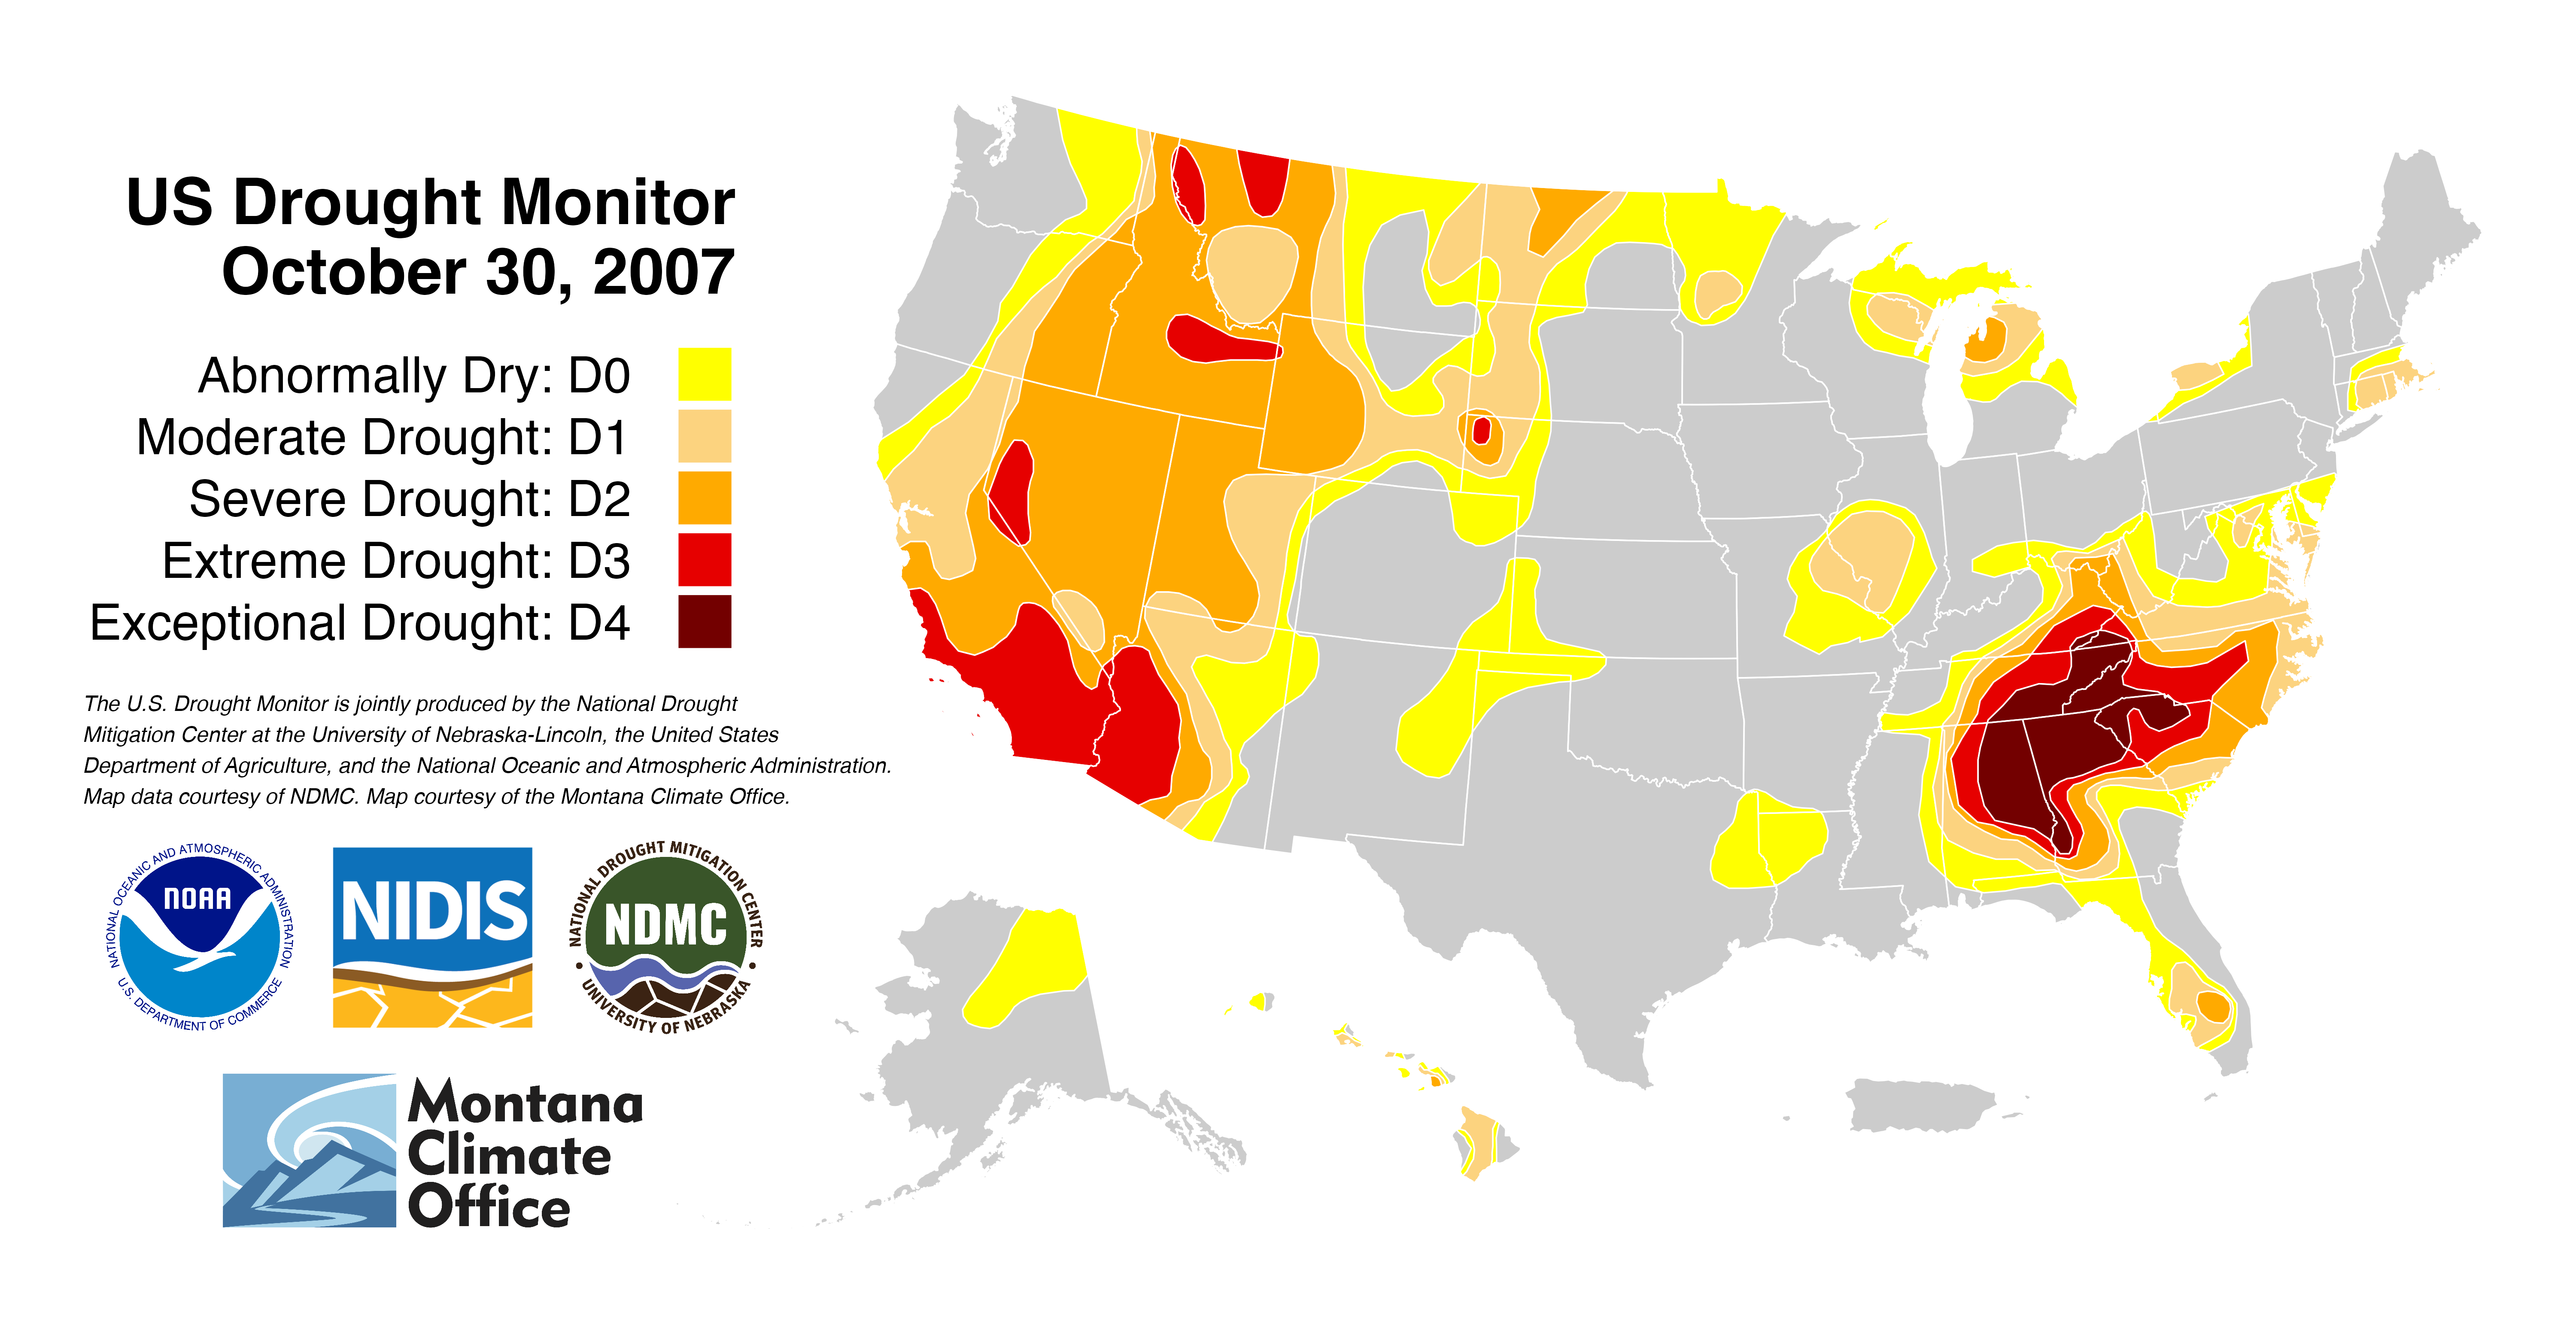 US Drought Monitor
October 30, 2007
Abnormally Dry: D0
Moderate Drought: D1
Severe Drought: D2
Extreme Drought: D3
Exceptional Drought: D4
The U.S. Drought Monitor is jointly produced by the National Drought
Mitigation Center at the University of Nebraska-Lincoln, the United States
Department of Agriculture, and the National Oceanic and Atmospheric Administration.
Map data courtesy of NDMC. Map courtesy of the Montana Climate Office.
NATIONAL OCEANIC AND ATMOSPHERIC ADMINISTRATION
NOAA
U.S. DEPARTMENT OF COMMERCE
NIDIS
NATIONAL DROUGHT MITIGATION CENTER
NDMC
UNIVERSITY OF NEBRASKA
Montana
Climate
Office